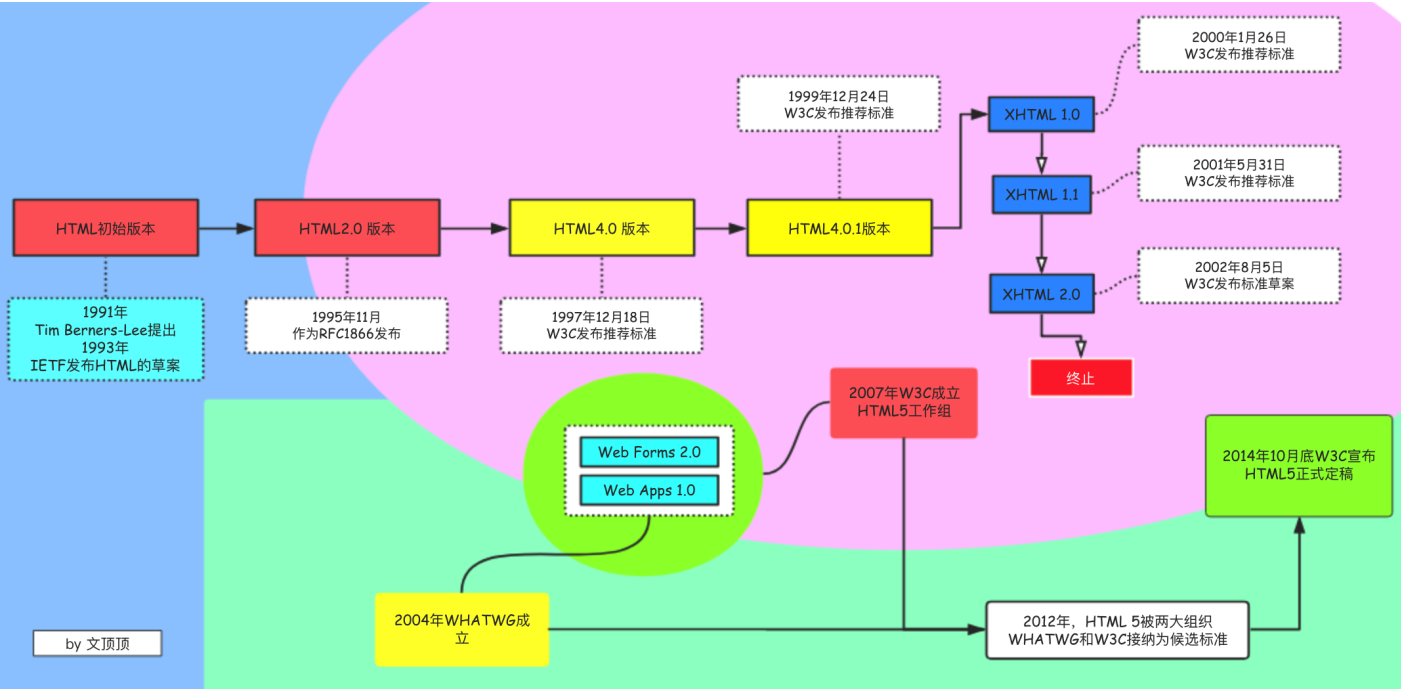 2000年1月26日
W3C发布推荐标准
1999年12月24日
W3C发布推荐标准
XHTML 1.0
2001年5月31日
W3C发布推荐标准
XHTML 1.1
HTML初始版本
HTML2.0 版本
HTML4.0 版本
HTML4.0.1版本
2002年8月5日
W3C发布标准草案
XHTML 2.0
1991年
Tim Berners-Lee提出
1993年
IETF发布HTML的草案
1995年11月
作为RFC1866发布
1997年12月18日
W3C发布推荐标准
终止
2007年W3C成立
HTML5工作组
Web Forms 2.0
Web Apps 1.0
2014年10月底W3C宣布
HTML5正式定稿
2004年WHATWG成
立
2012年，HTML 5被两大组织
WHATWG和W3C接纳为候选标准
by 文顶顶